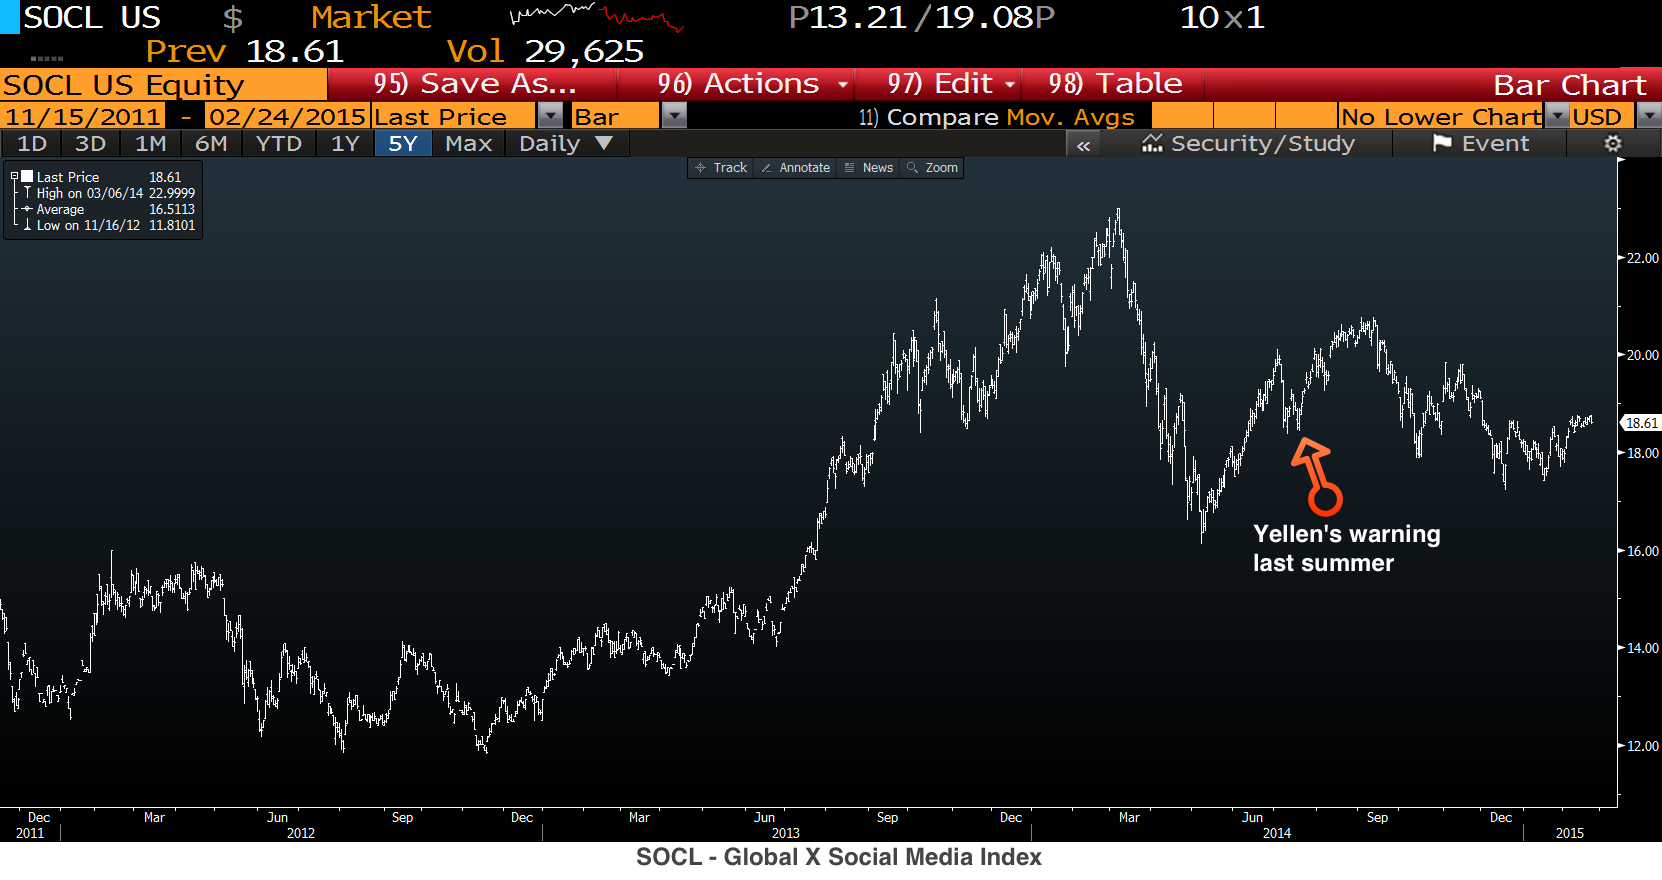 SOCL US $ Market P13.21/19.08P 10x1
Prev 18.61 Vol 29,625
SOCL US Equity 95) Save As... 96) Actions 97) Edit 98) Table Bar Chart
11/15/2011 - 02/24/2015 Last Price Bar 11) Compare Mov. Avgs No Lower Chart USD
1D 3D 1M 6M YTD 1Y 5Y Max Daily ▼ « Security/Study Event
Track Annotate News Zoom
Last Price 18.61
High on 03/06/14 22.9999
Average 16.5113
Low on 11/16/12 11.8101
22.00
20.00
18.61
18.00
Yellen's warning
last summer
16.00
14.00
12.00
Dec Mar Jun Sep Dec Mar Jun Sep Dec Mar Jun Sep Dec
2011 2012 2013 2014 2015
SOCL - Global X Social Media Index